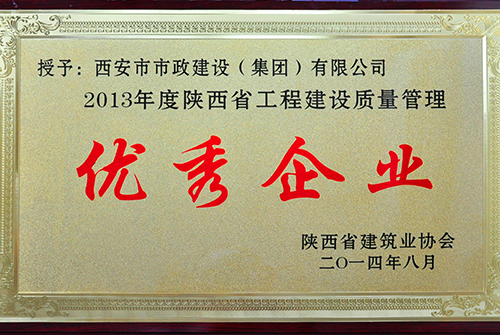 授予：西安市市政建设（集团）有限公司
2013年度陕西省工程建设质量管理
优秀企业
陕西省建筑业协会
二〇一四年八月